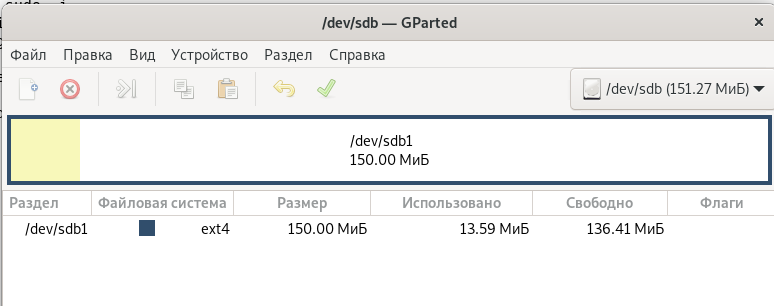 sudo -i
/dev/sdb — GParted
Файл Правка Вид Устройство Раздел Справка
/dev/sdb (151.27 МиБ)
/dev/sdb1
150.00 МиБ
Раздел Файловая система Размер Использовано Свободно Флаги
/dev/sdb1 ext4 150.00 МиБ 13.59 МиБ 136.41 МиБ